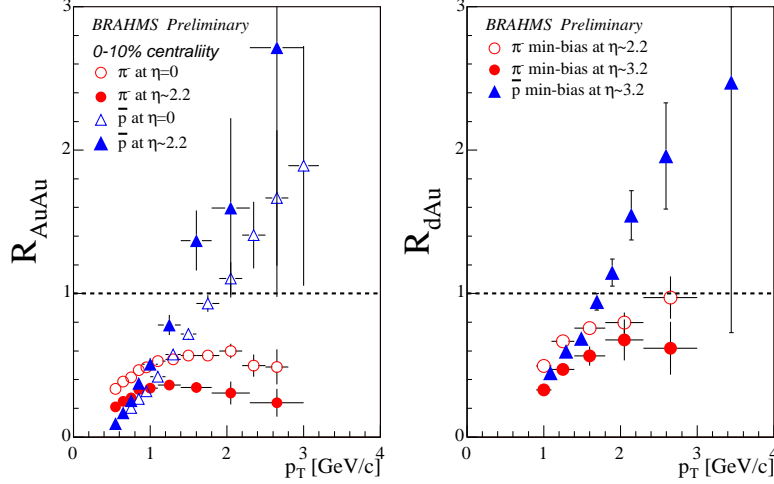 BRAHMS Preliminary
0-10% centraliity
π- at η=0
π- at η~2.2
p̅ at η=0
p̅ at η~2.2
R AuAu
3
2
1
0
0 1 2 3 4
p_T [GeV/c]
BRAHMS Preliminary
π- min-bias at η~2.2
π- min-bias at η~3.2
p̅ min-bias at η~3.2
R dAu
3
2
1
0
0 1 2 3 4
p_T [GeV/c]